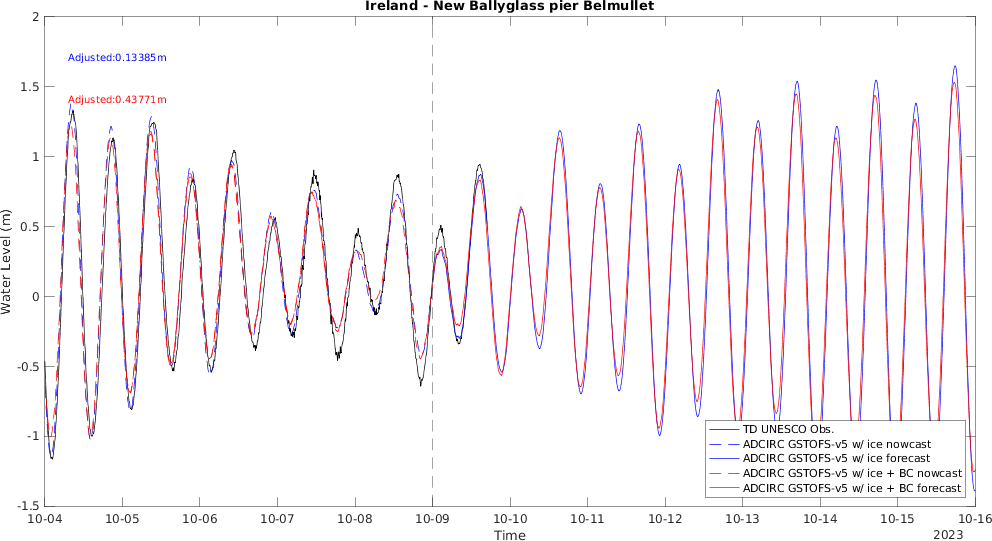 Ireland - New Ballyglass pier Belmullet
Water Level (m)
2
1.5
1
0.5
0
-0.5
-1
-1.5
Adjusted:0.13385m
Adjusted:0.43771m
TD UNESCO Obs.
ADCIRC GSTOFS-v5 w/ ice nowcast
ADCIRC GSTOFS-v5 w/ ice forecast
ADCIRC GSTOFS-v5 w/ ice + BC nowcast
ADCIRC GSTOFS-v5 w/ ice + BC forecast
10-04 10-05 10-06 10-07 10-08 10-09 10-10 10-11 10-12 10-13 10-14 10-15 10-16
Time
2023